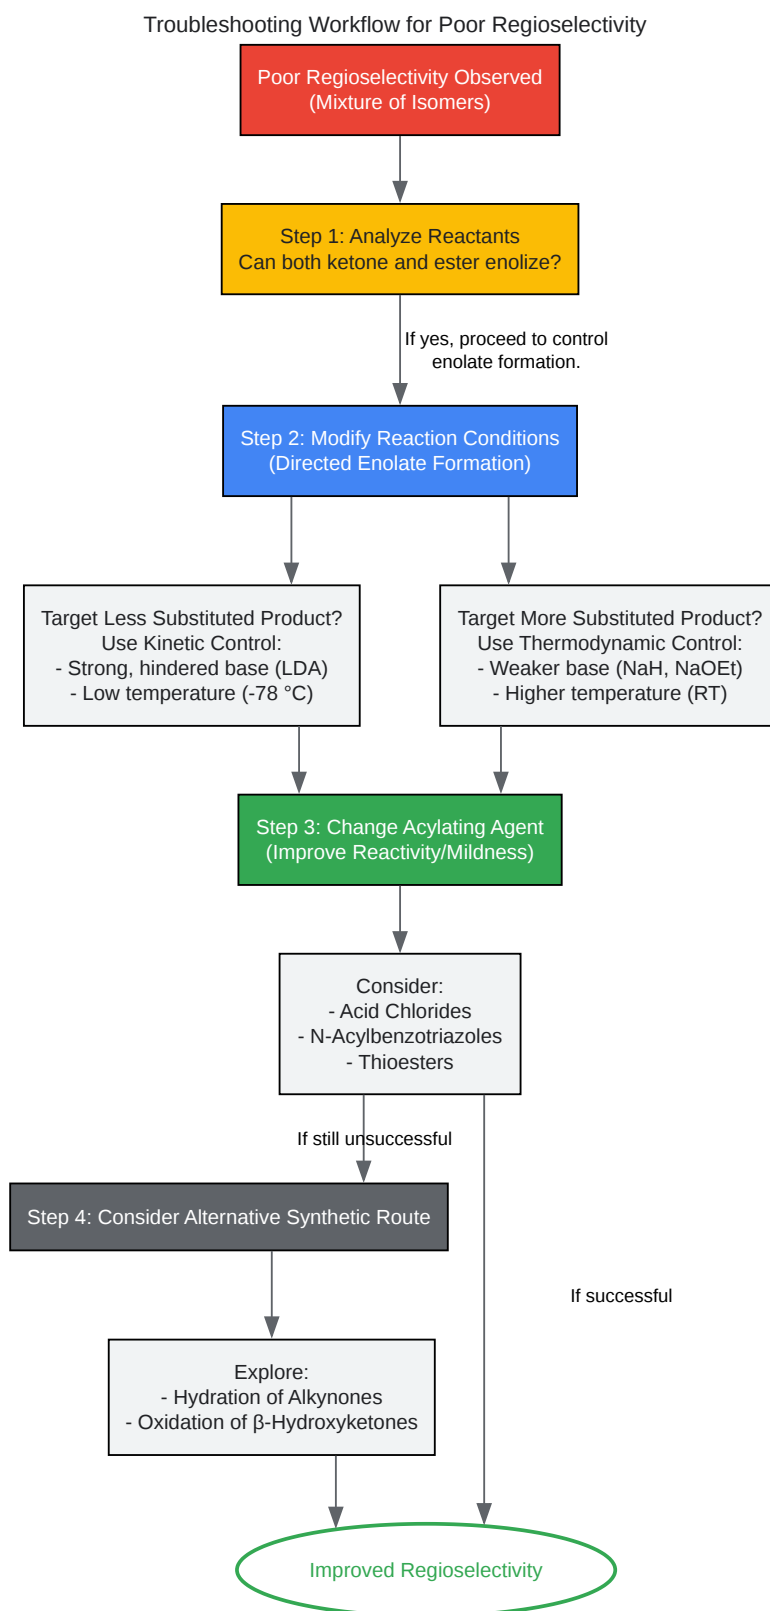 Troubleshooting Workflow for Poor Regioselectivity
Poor Regioselectivity Observed
(Mixture of Isomers)
Step 1: Analyze Reactants
Can both ketone and ester enolize?
If yes, proceed to control
enolate formation.
Step 2: Modify Reaction Conditions
(Directed Enolate Formation)
Target Less Substituted Product?
Use Kinetic Control:
- Strong, hindered base (LDA)
- Low temperature (-78 °C)
Target More Substituted Product?
Use Thermodynamic Control:
- Weaker base (NaH, NaOEt)
- Higher temperature (RT)
Step 3: Change Acylating Agent
(Improve Reactivity/Mildness)
Consider:
- Acid Chlorides
- N-Acylbenzotriazoles
- Thioesters
If still unsuccessful
Step 4: Consider Alternative Synthetic Route
If successful
Explore:
- Hydration of Alkynones
- Oxidation of β-Hydroxyketones
Improved Regioselectivity